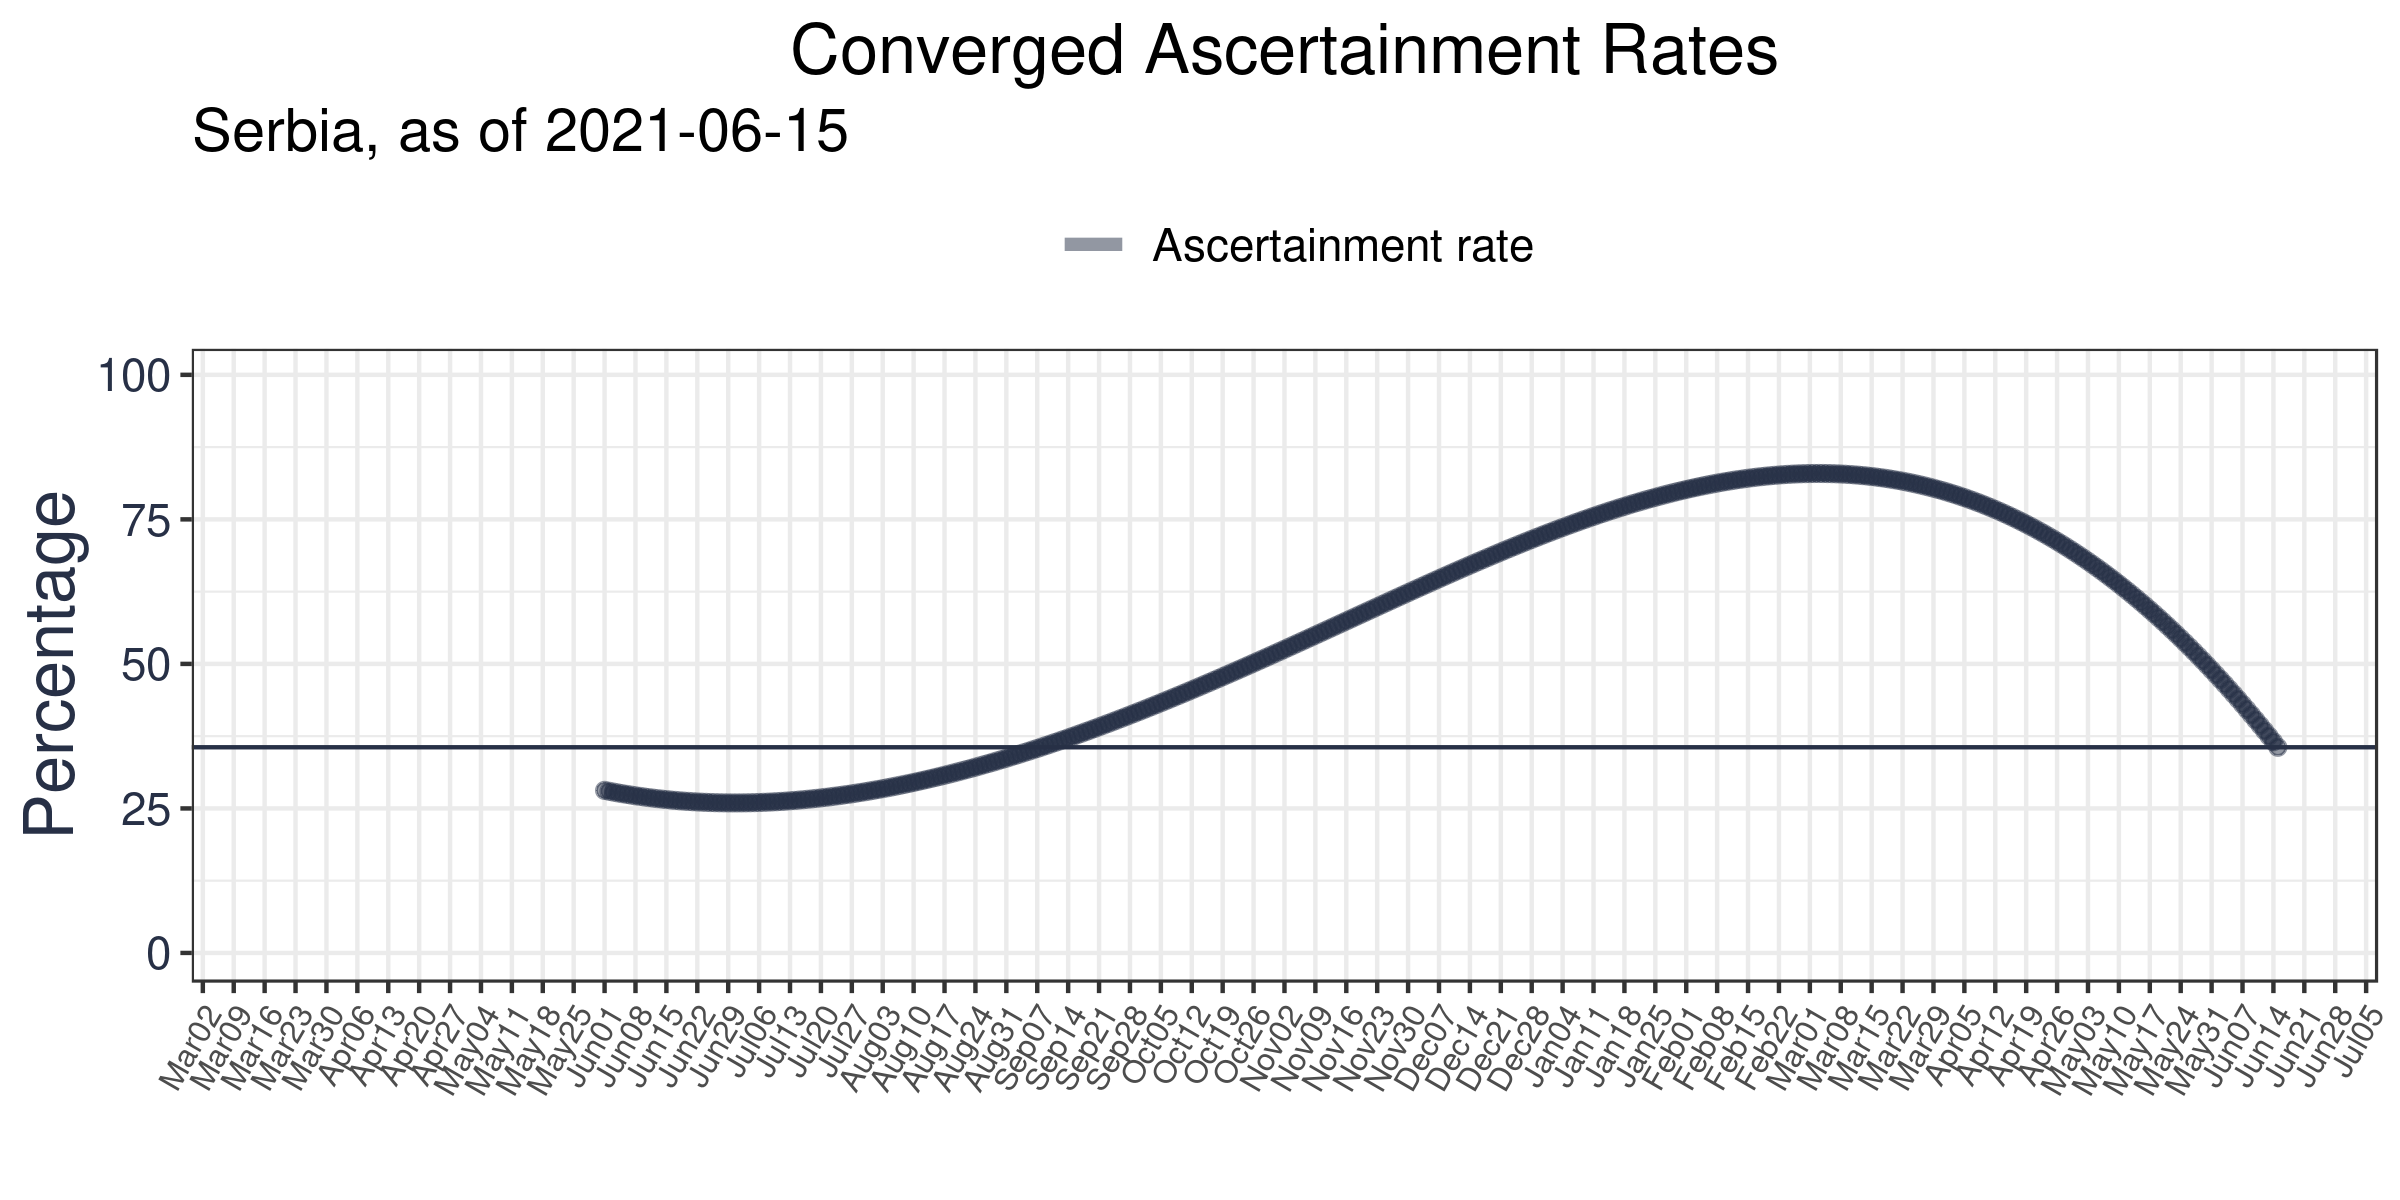 Converged Ascertainment Rates
Serbia, as of 2021-06-15
Ascertainment rate
Percentage
100
75
50
25
0
Mar02
Mar09
Mar16
Mar23
Mar30
Apr06
Apr13
Apr20
Apr27
May04
May11
May18
May25
Jun01
Jun08
Jun15
Jun22
Jun29
Jul06
Jul13
Jul20
Jul27
Aug03
Aug10
Aug17
Aug24
Aug31
Sep07
Sep14
Sep21
Sep28
Oct05
Oct12
Oct19
Oct26
Nov02
Nov09
Nov16
Nov23
Nov30
Dec07
Dec14
Dec21
Dec28
Jan04
Jan11
Jan18
Jan25
Feb01
Feb08
Feb15
Feb22
Mar01
Mar08
Mar15
Mar22
Mar29
Apr05
Apr12
Apr19
Apr26
May03
May10
May17
May24
May31
Jun07
Jun14
Jun21
Jun28
Jul05